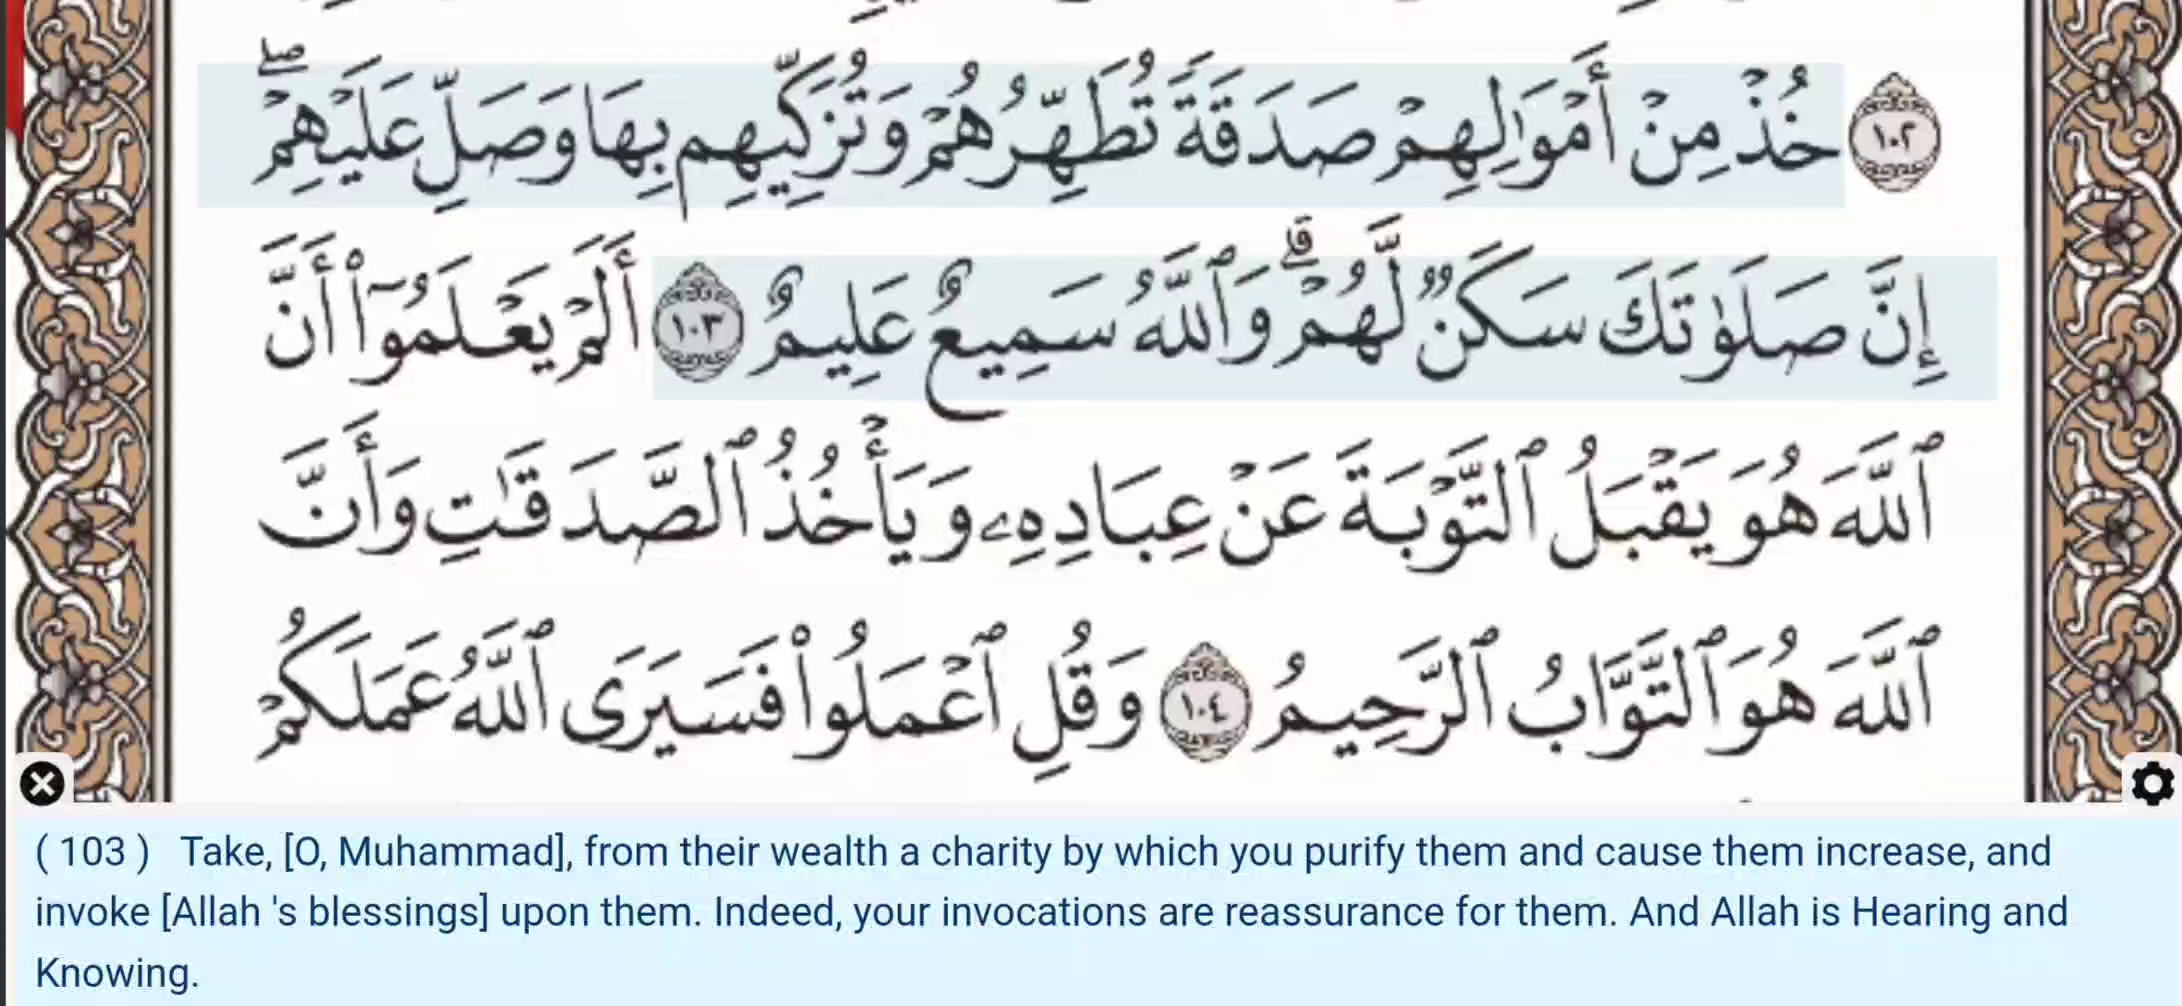 ١٠٢ خُذْ مِنْ أَمْوَٰلِهِمْ صَدَقَةً تُطَهِّرُهُمْ وَتُزَكِّيهِم بِهَا وَصَلِّ عَلَيْهِمْ ۖ
إِنَّ صَلَوٰتَكَ سَكَنٌ لَّهُمْ ۗ وَٱللَّهُ سَمِيعٌ عَلِيمٌ ١٠٣ أَلَمْ يَعْلَمُوٓا۟ أَنَّ
ٱللَّهَ هُوَ يَقْبَلُ ٱلتَّوْبَةَ عَنْ عِبَادِهِۦ وَيَأْخُذُ ٱلصَّدَقَـٰتِ وَأَنَّ
ٱللَّهَ هُوَ ٱلتَّوَّابُ ٱلرَّحِيمُ ١٠٤ وَقُلِ ٱعْمَلُوا۟ فَسَيَرَى ٱللَّهُ عَمَلَكُمْ
( 103 ) Take, [O, Muhammad], from their wealth a charity by which you purify them and cause them increase, and
invoke [Allah 's blessings] upon them. Indeed, your invocations are reassurance for them. And Allah is Hearing and
Knowing.